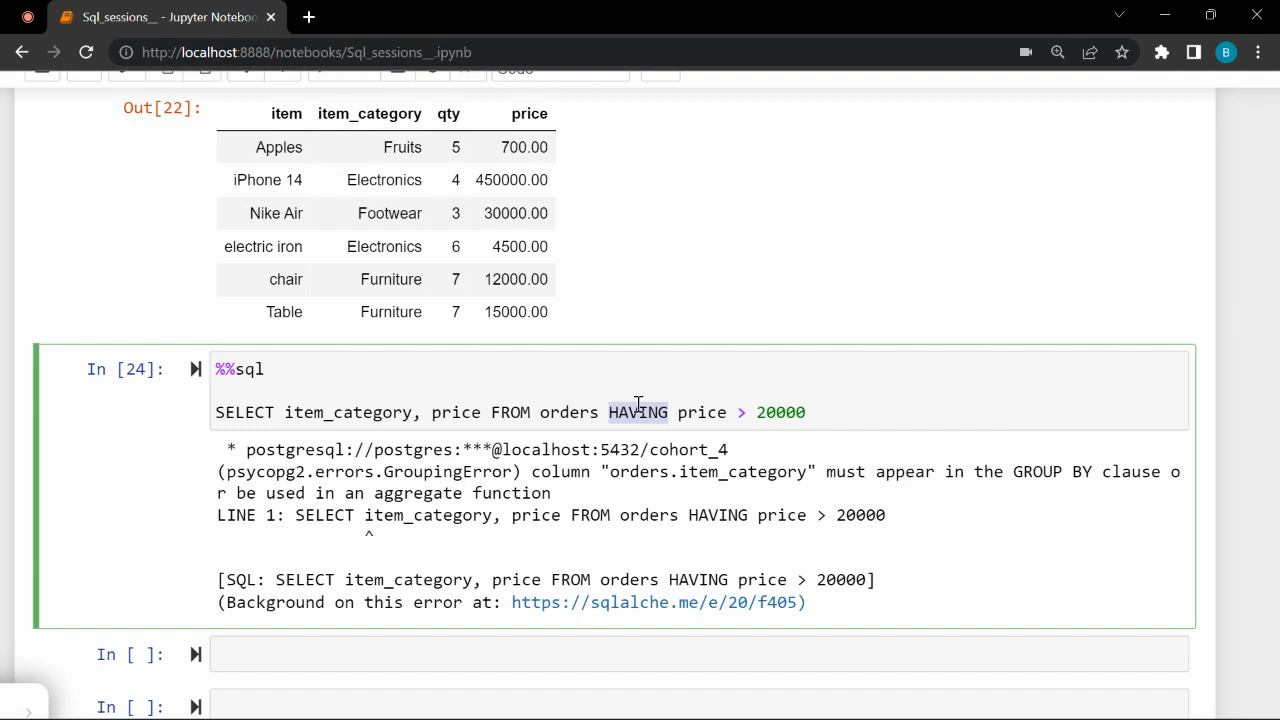 Sql_sessions__ - Jupyter Noteboo
http://localhost:8888/notebooks/Sql_sessions__.ipynb
B
Code
Out[22]:
item item_category qty price
Apples Fruits 5 700.00
iPhone 14 Electronics 4 450000.00
Nike Air Footwear 3 30000.00
electric iron Electronics 6 4500.00
chair Furniture 7 12000.00
Table Furniture 7 15000.00
In [24]: %%sql
SELECT item_category, price FROM orders HAVING price > 20000
* postgresql://postgres:***@localhost:5432/cohort_4
(psycopg2.errors.GroupingError) column "orders.item_category" must appear in the GROUP BY clause o
r be used in an aggregate function
LINE 1: SELECT item_category, price FROM orders HAVING price > 20000
^
[SQL: SELECT item_category, price FROM orders HAVING price > 20000]
(Background on this error at: https://sqlalche.me/e/20/f405)
In [ ]:
In [ ]: